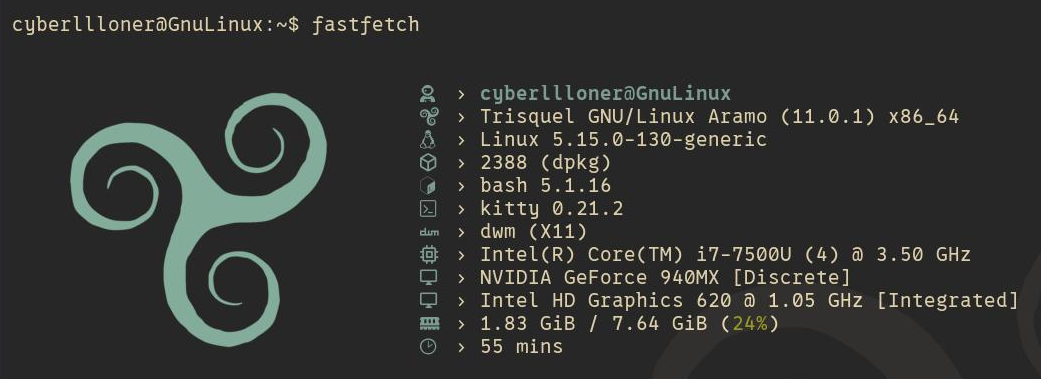 cyberllloner@GnuLinux:~$ fastfetch
› cyberllloner@GnuLinux
› Trisquel GNU/Linux Aramo (11.0.1) x86_64
› Linux 5.15.0-130-generic
› 2388 (dpkg)
› bash 5.1.16
› kitty 0.21.2
dwm › dwm (X11)
› Intel(R) Core(TM) i7-7500U (4) @ 3.50 GHz
› NVIDIA GeForce 940MX [Discrete]
› Intel HD Graphics 620 @ 1.05 GHz [Integrated]
› 1.83 GiB / 7.64 GiB (24%)
› 55 mins